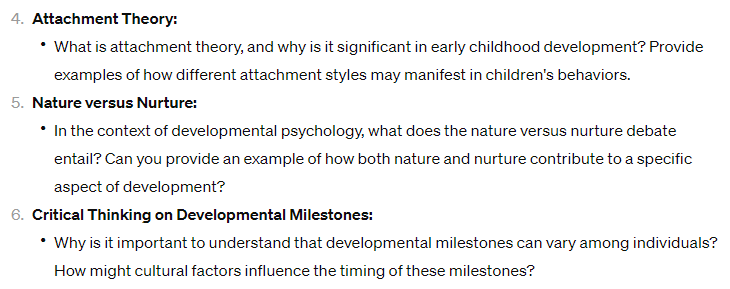 4. Attachment Theory:
• What is attachment theory, and why is it significant in early childhood development? Provide
examples of how different attachment styles may manifest in children's behaviors.
5. Nature versus Nurture:
• In the context of developmental psychology, what does the nature versus nurture debate
entail? Can you provide an example of how both nature and nurture contribute to a specific
aspect of development?
6. Critical Thinking on Developmental Milestones:
• Why is it important to understand that developmental milestones can vary among individuals?
How might cultural factors influence the timing of these milestones?